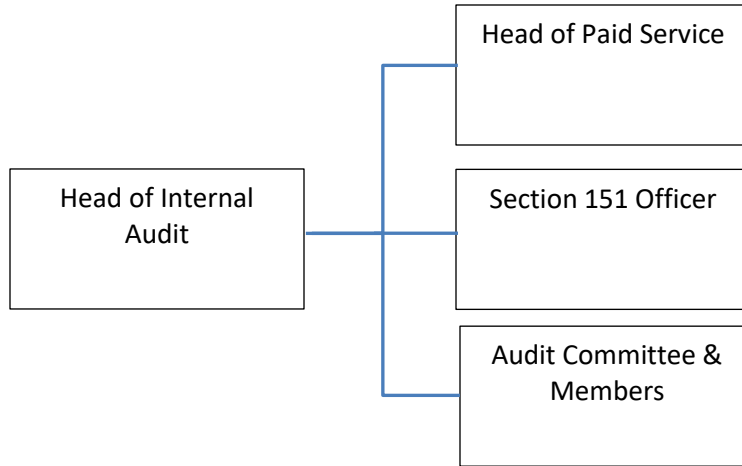 Head of Paid Service
Head of Internal
Audit
Section 151 Officer
Audit Committee &
Members